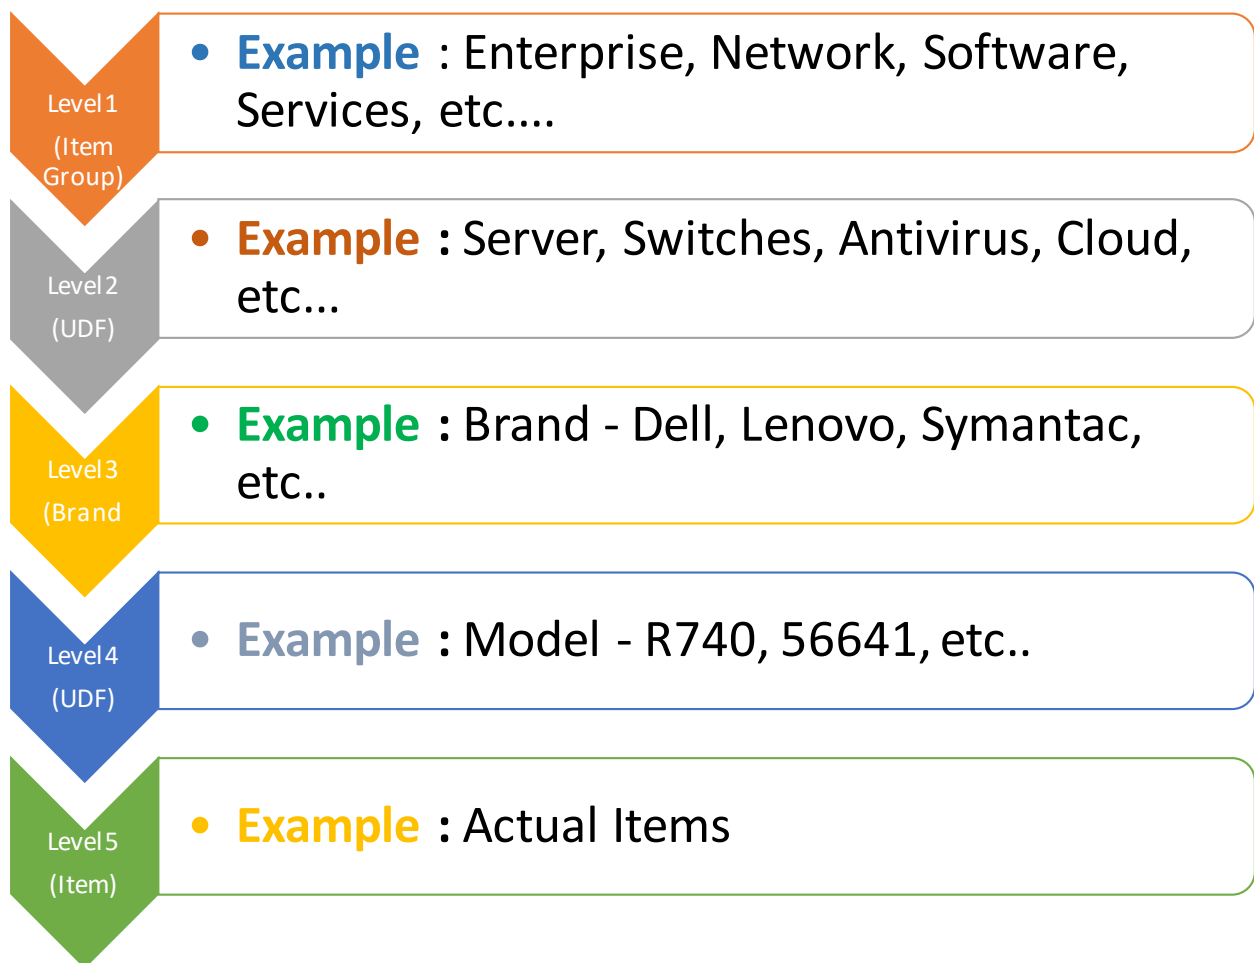 Level 1
(Item
Group)
• Example : Enterprise, Network, Software,
Services, etc....
Level 2
(UDF)
• Example : Server, Switches, Antivirus, Cloud,
etc...
Level 3
(Brand
• Example : Brand - Dell, Lenovo, Symantac,
etc..
Level 4
(UDF)
• Example : Model - R740, 56641, etc..
Level 5
(Item)
• Example : Actual Items